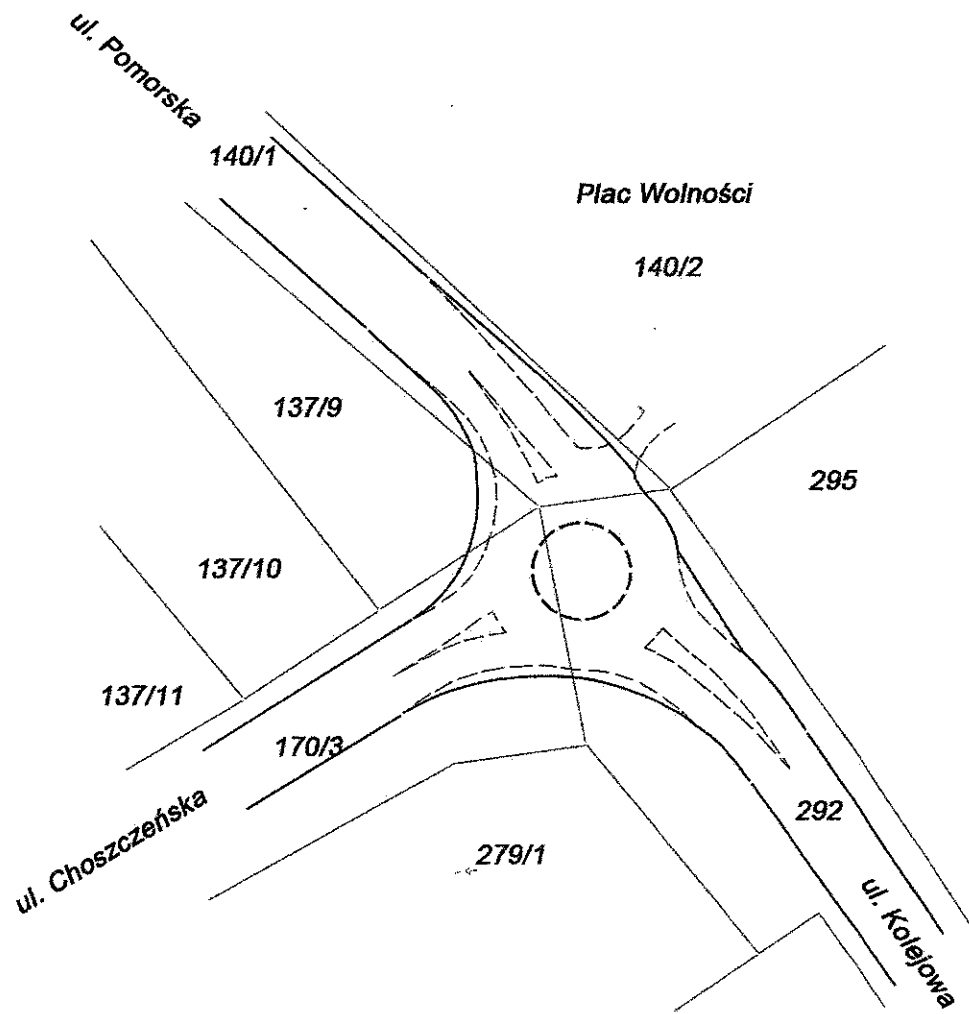 ul. Pomorska
140/1
Plac Wolności
140/2
137/9
295
137/10
137/11
170/3
292
ul. Choszczeńska
279/1
ul. Kolejowa